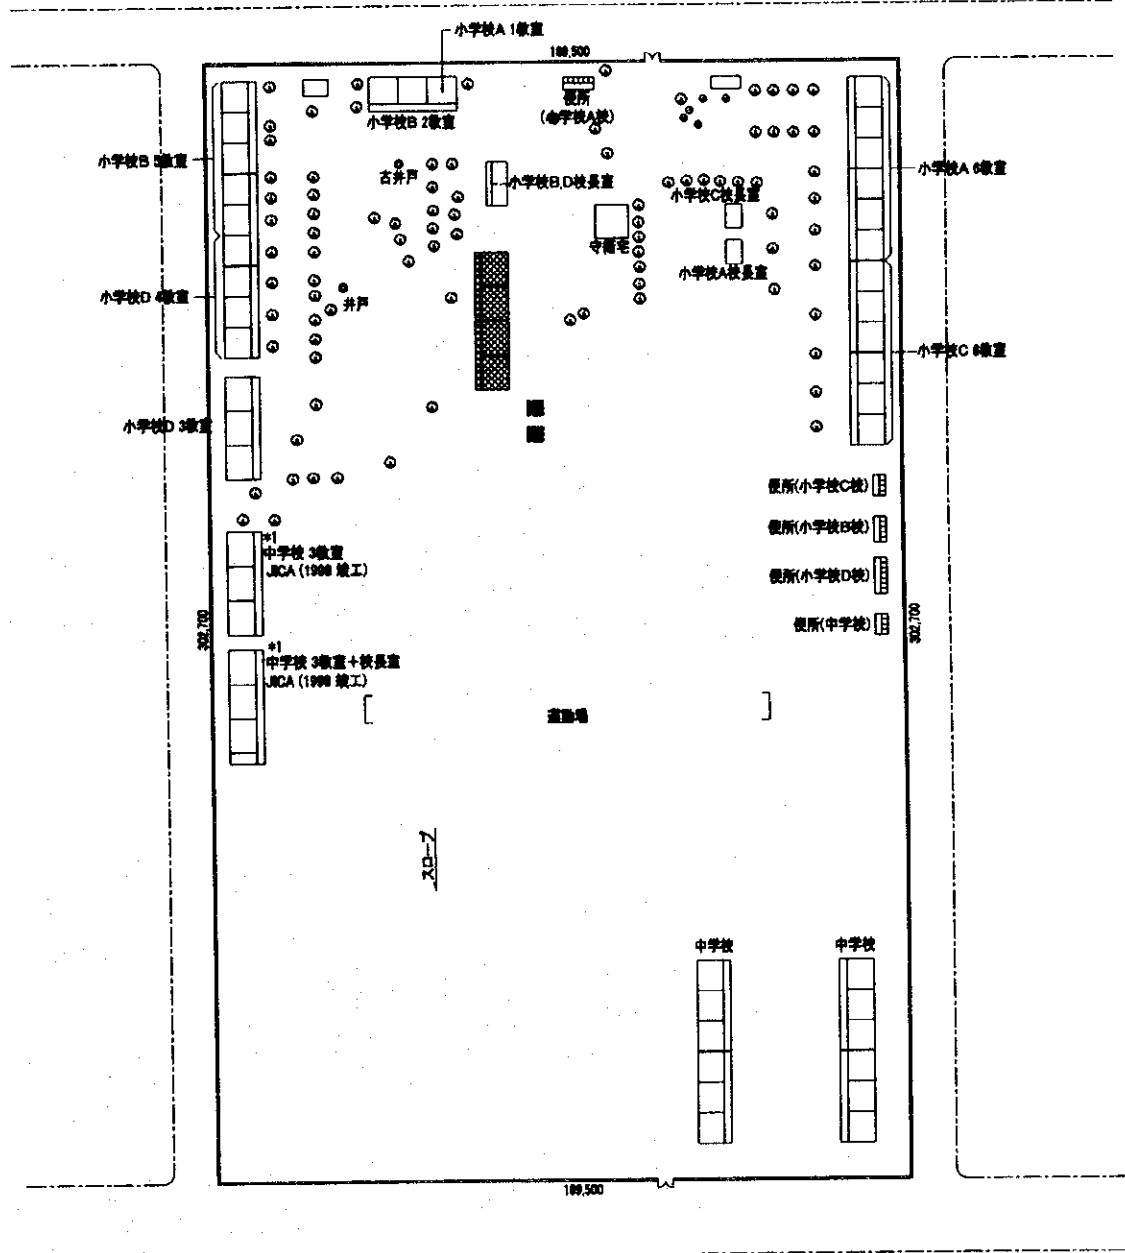 小学校A 1教室
189,500
便所
(小学校A校)
小学校B 2教室
小学校B 5教室
古井戸
小学校B,D校長室
小学校A 6教室
小学校C校長室
守衛宅
小学校A校長室
小学校D 4教室
井戸
小学校C 6教室
小学校D 3教室
便所(小学校C校)
便所(小学校B校)
*1
中学校 3教室
JICA (1998 竣工)
便所(小学校D校)
302,700
302,700
便所(中学校)
*1
中学校 3教室+校長室
JICA (1998 竣工)
運動場
スロープ
中学校
中学校
189,500